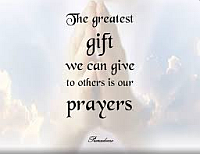 The greatest
gift
we can give
to others is our
prayers